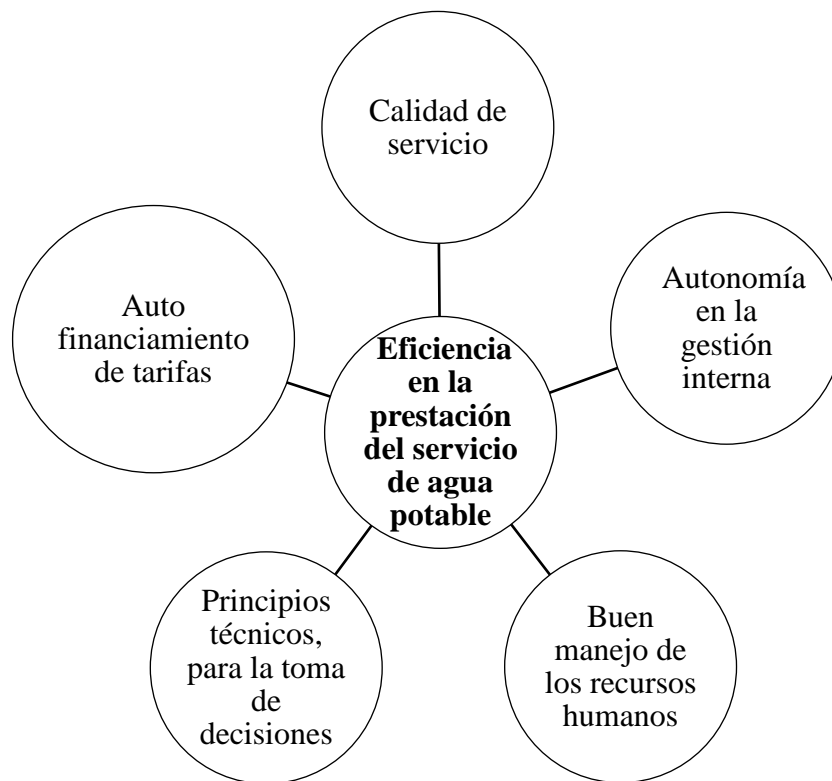 Calidad de
servicio
Auto
financiamiento
de tarifas
Autonomía
en la
gestión
interna
Eficiencia
en la
prestación
del servicio
de agua
potable
Principios
técnicos,
para la toma
de
decisiones
Buen
manejo de
los recursos
humanos